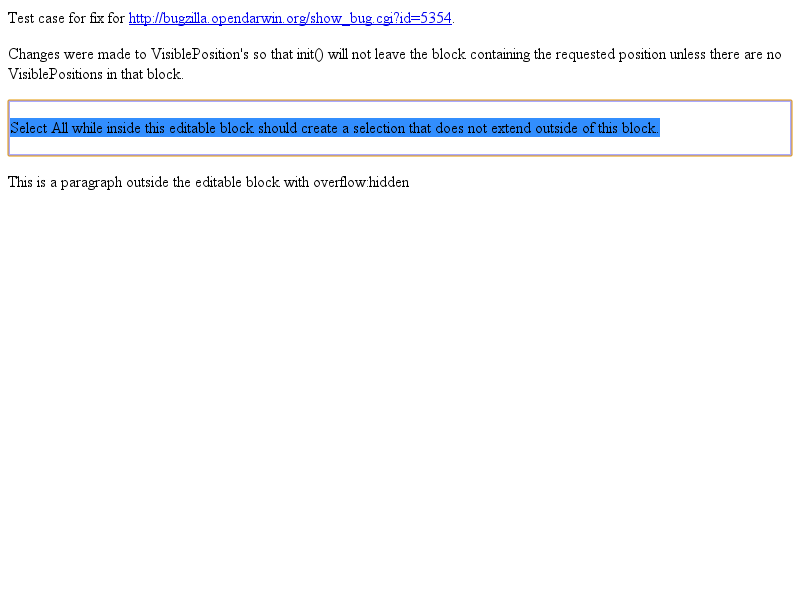 Test case for fix for http://bugzilla.opendarwin.org/show_bug.cgi?id=5354.
Changes were made to VisiblePosition's so that init() will not leave the block containing the requested position unless there are no
VisiblePositions in that block.
Select All while inside this editable block should create a selection that does not extend outside of this block.
This is a paragraph outside the editable block with overflow:hidden